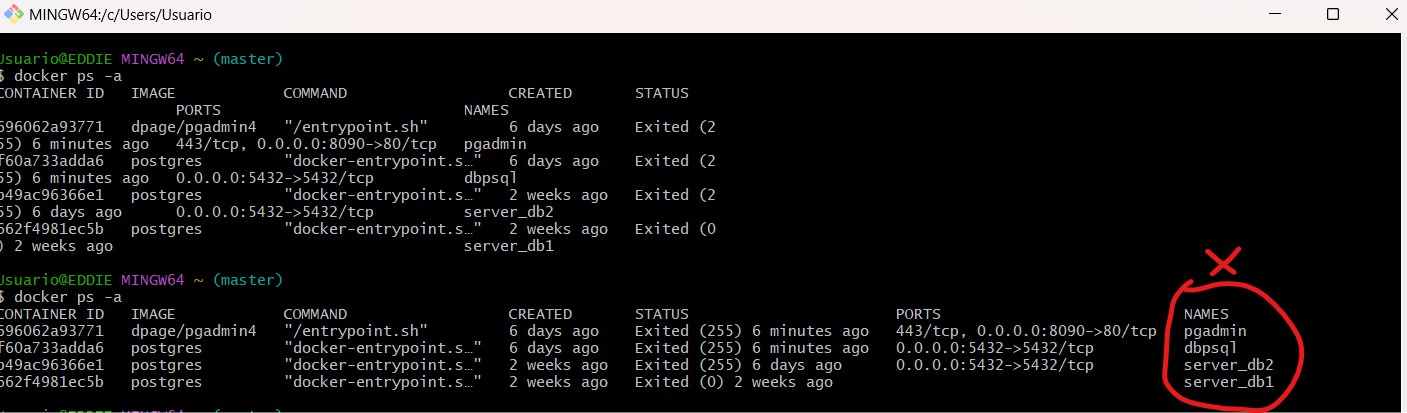 MINGW64:/c/Users/Usuario
Usuario@EDDIE MINGW64 ~ (master)
$ docker ps -a
CONTAINER ID   IMAGE            COMMAND                  CREATED       STATUS
PORTS                           NAMES
696062a93771   dpage/pgadmin4   "/entrypoint.sh"         6 days ago    Exited (2
55) 6 minutes ago   443/tcp, 0.0.0.0:8090->80/tcp   pgadmin
f60a733adda6   postgres         "docker-entrypoint.s…"   6 days ago    Exited (2
55) 6 minutes ago   0.0.0.0:5432->5432/tcp          dbpsql
b49ac96366e1   postgres         "docker-entrypoint.s…"   2 weeks ago   Exited (2
55) 6 days ago      0.0.0.0:5432->5432/tcp          server_db2
662f4981ec5b   postgres         "docker-entrypoint.s…"   2 weeks ago   Exited (0
) 2 weeks ago                                       server_db1
Usuario@EDDIE MINGW64 ~ (master)
$ docker ps -a
CONTAINER ID   IMAGE            COMMAND                  CREATED       STATUS                       PORTS                           NAMES
696062a93771   dpage/pgadmin4   "/entrypoint.sh"         6 days ago    Exited (255) 6 minutes ago   443/tcp, 0.0.0.0:8090->80/tcp   pgadmin
f60a733adda6   postgres         "docker-entrypoint.s…"   6 days ago    Exited (255) 6 minutes ago   0.0.0.0:5432->5432/tcp          dbpsql
b49ac96366e1   postgres         "docker-entrypoint.s…"   2 weeks ago   Exited (255) 6 days ago      0.0.0.0:5432->5432/tcp          server_db2
662f4981ec5b   postgres         "docker-entrypoint.s…"   2 weeks ago   Exited (0) 2 weeks ago                                       server_db1